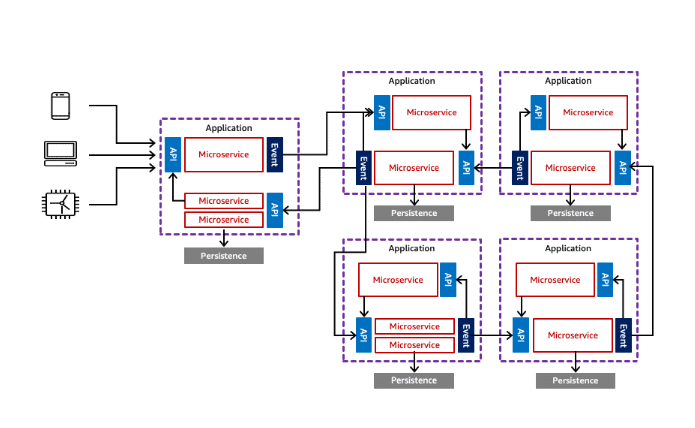 Application
API
Microservice
Event
Microservice
Microservice
API
Persistence
Application
API
Microservice
Event
Microservice
API
Persistence
Application
API
Microservice
Event
Microservice
API
Persistence
Application
Microservice
API
API
Microservice
Microservice
Event
Persistence
Application
Microservice
API
API
Microservice
Event
Persistence